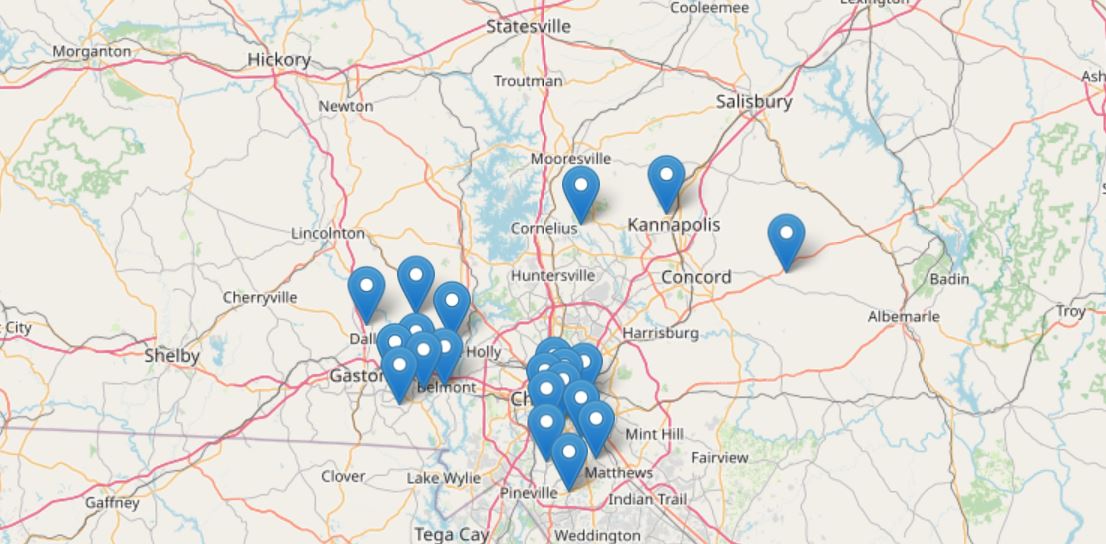 Cooleemee
Lexington
Statesville
Morganton
Hickory
Troutman
Ash
Newton
Salisbury
Mooresville
Lincolnton
Cornelius
Kannapolis
Huntsville
Concord
Badin
Cherryville
Albemarle
Troy
City
Dall
Harrisburg
Shelby
Holly
Gaston
Belmont
Ch
Mint Hill
Fairview
Clover
Lake Wylie
Matthews
Pineville
Indian Trail
Gaffney
Tega Cay
Weddington